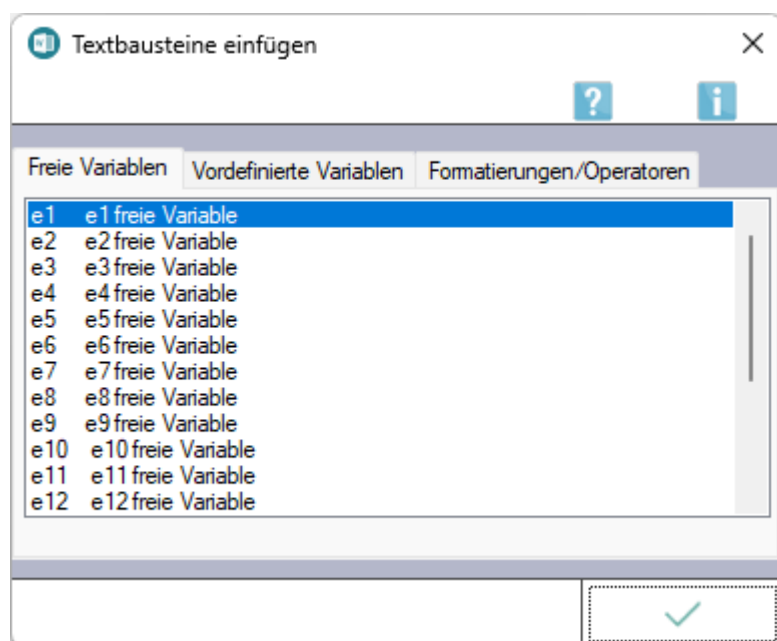 Textbausteine einfügen
?
i
Freie Variablen Vordefinierte Variablen Formatierungen/Operatoren
e1 e1 freie Variable
e2 e2 freie Variable
e3 e3 freie Variable
e4 e4 freie Variable
e5 e5 freie Variable
e6 e6 freie Variable
e7 e7 freie Variable
e8 e8 freie Variable
e9 e9 freie Variable
e10 e10 freie Variable
e11 e11 freie Variable
e12 e12 freie Variable